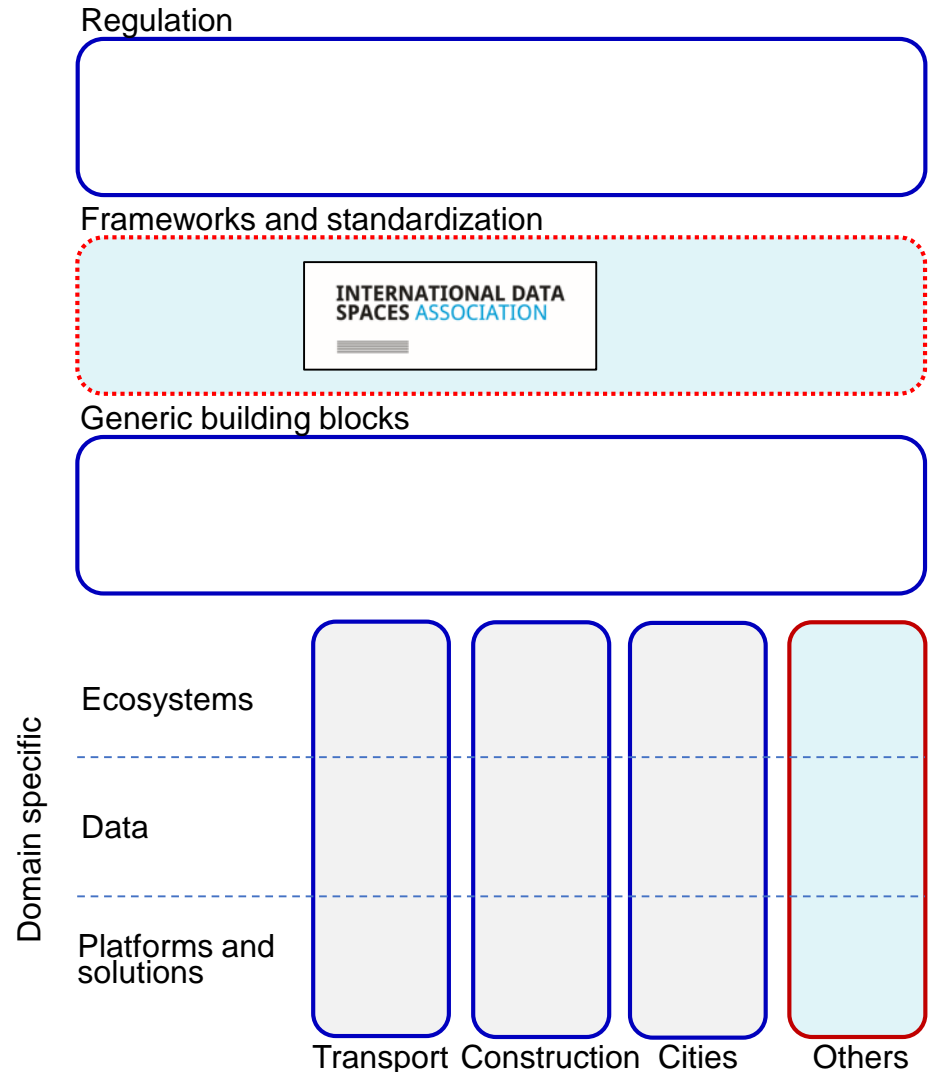 Regulation
Frameworks and standardization
INTERNATIONAL DATA
SPACES ASSOCIATION
Generic building blocks
Domain specific
Ecosystems
Data
Platforms and
solutions
Transport Construction Cities Others